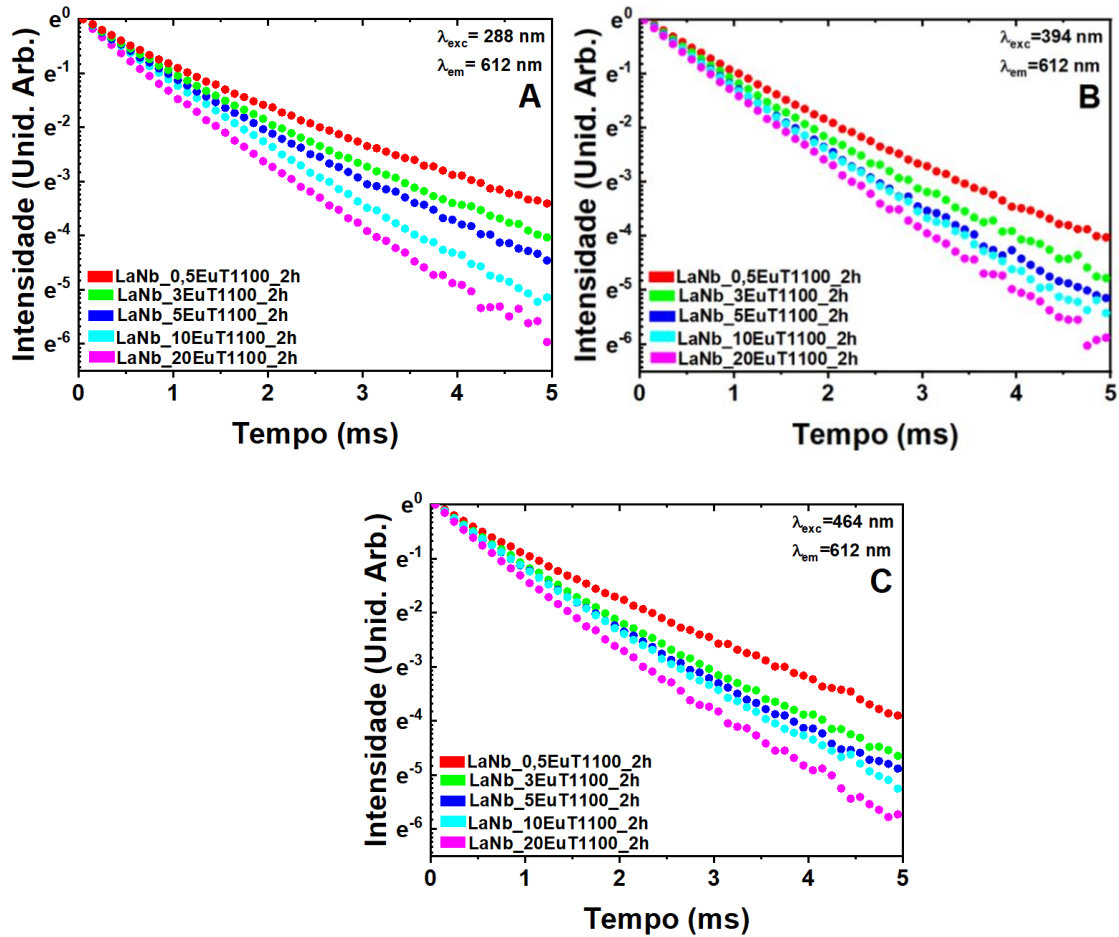 λexc= 288 nm
λem= 612 nm
A
Intensidade (Unid. Arb.)
e0
e-1
e-2
e-3
e-4
e-5
e-6
LaNb_0,5EuT1100_2h
LaNb_3EuT1100_2h
LaNb_5EuT1100_2h
LaNb_10EuT1100_2h
LaNb_20EuT1100_2h
0 1 2 3 4 5
Tempo (ms)
λexc=394 nm
λem=612 nm
B
Intensidade (Unid. Arb.)
e0
e-1
e-2
e-3
e-4
e-5
e-6
LaNb_0,5EuT1100_2h
LaNb_3EuT1100_2h
LaNb_5EuT1100_2h
LaNb_10EuT1100_2h
LaNb_20EuT1100_2h
0 1 2 3 4 5
Tempo (ms)
λexc=464 nm
λem=612 nm
C
Intensidade (Unid. Arb.)
e0
e-1
e-2
e-3
e-4
e-5
e-6
LaNb_0,5EuT1100_2h
LaNb_3EuT1100_2h
LaNb_5EuT1100_2h
LaNb_10EuT1100_2h
LaNb_20EuT1100_2h
0 1 2 3 4 5
Tempo (ms)